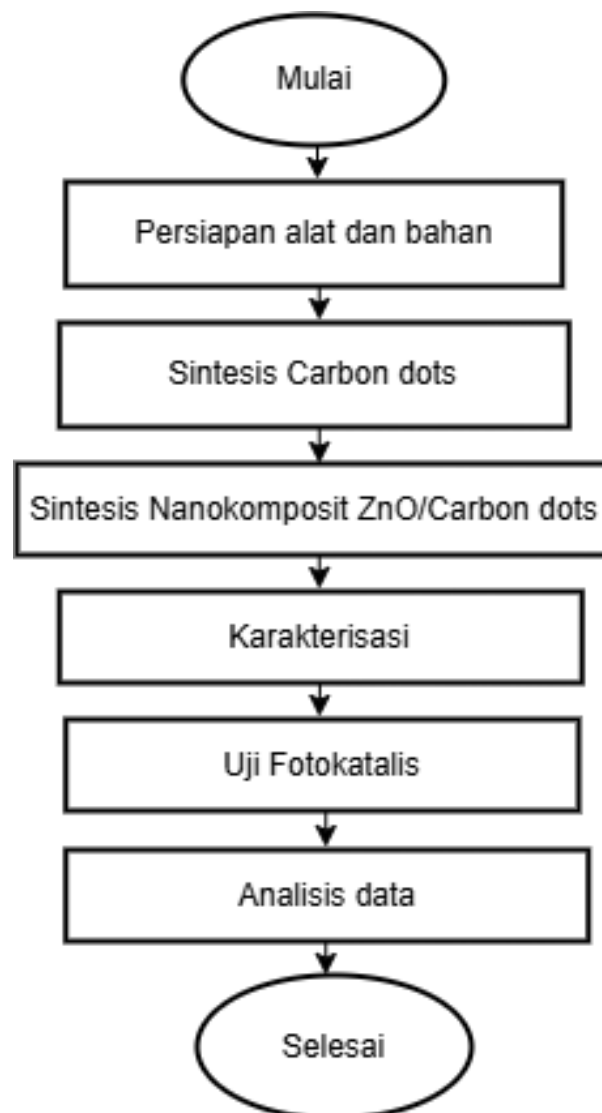 Mulai
Persiapan alat dan bahan
Sintesis Carbon dots
Sintesis Nanokomposit ZnO/Carbon dots
Karakterisasi
Uji Fotokatalis
Analisis data
Selesai